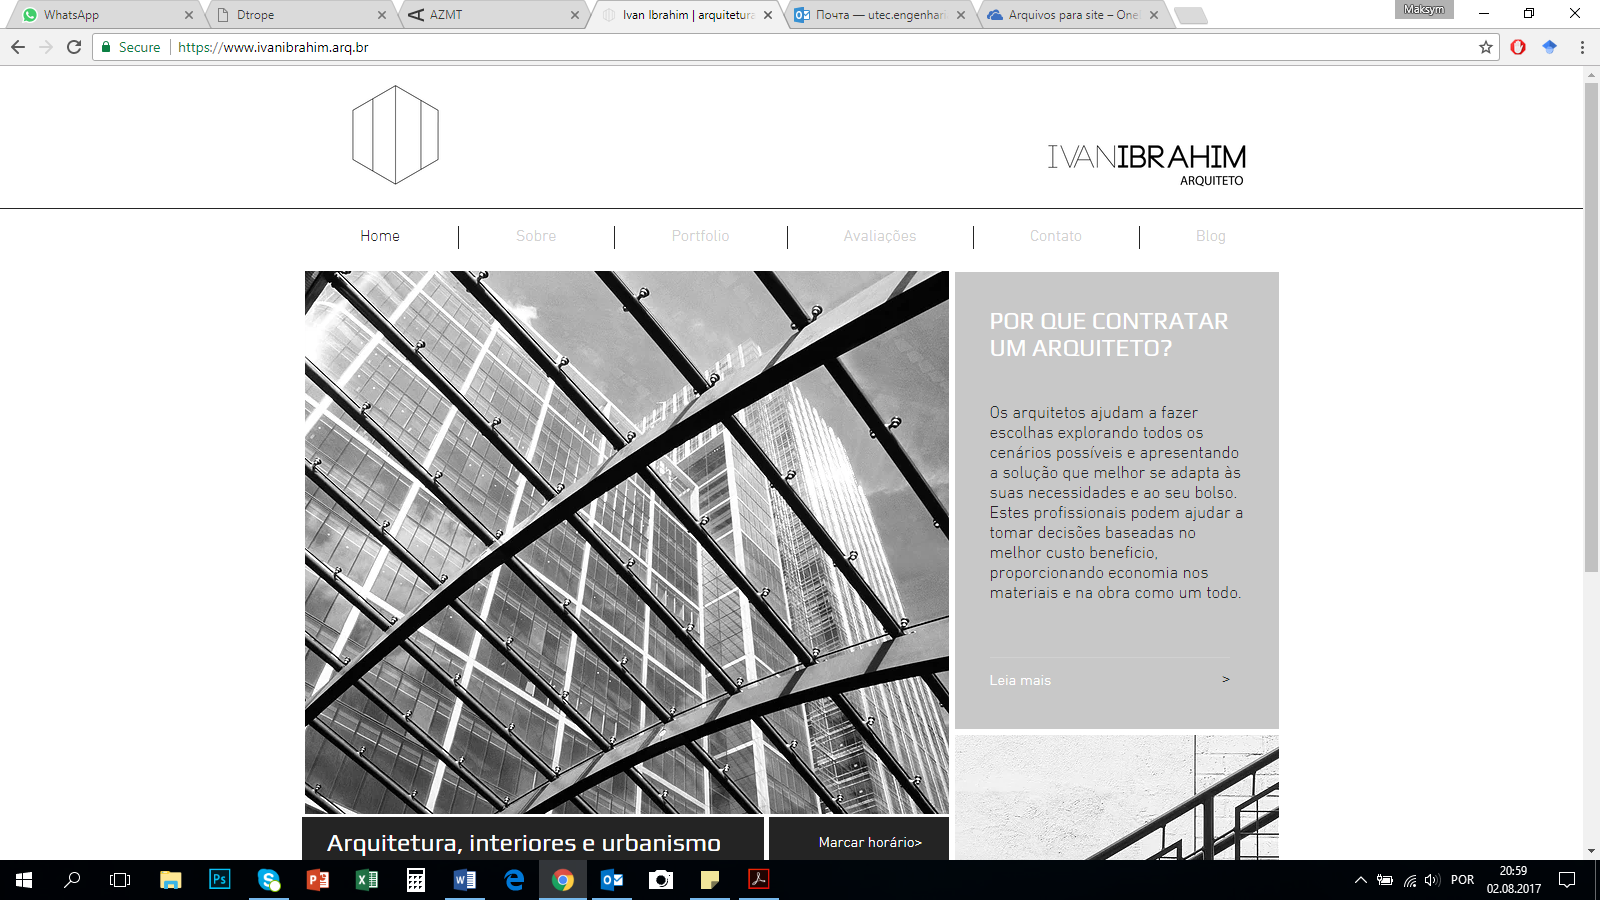 WhatsApp
Dtrope
AZMT
Ivan Ibrahim | arquitetura
Почта — utec.engenhari
Arquivos para site – One
Maksym
Secure
https://www.ivanibrahim.arq.br
IVANIBRAHIM
ARQUITETO
Home
Sobre
Portfolio
Avaliações
Contato
Blog
POR QUE CONTRATAR
UM ARQUITETO?
Os arquitetos ajudam a fazer
escolhas explorando todos os
cenários possíveis e apresentando
a solução que melhor se adapta às
suas necessidades e ao seu bolso.
Estes profissionais podem ajudar a
tomar decisões baseadas no
melhor custo beneficio,
proporcionando economia nos
materiais e na obra como um todo.
Leia mais >
Arquitetura, interiores e urbanismo
Marcar horário>
Ps
POR
20:59
02.08.2017